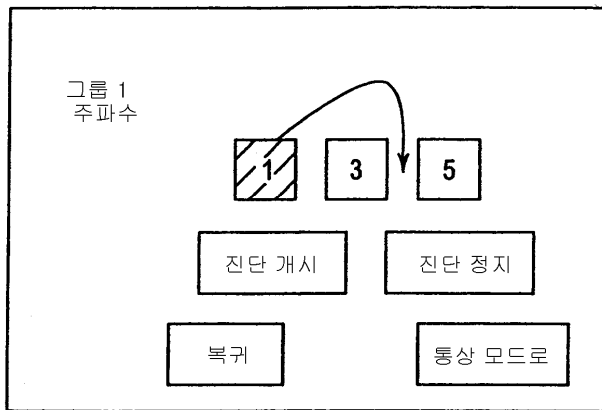 그룹 1
주파수
1 3 5
진단 개시 진단 정지
복귀 통상 모드로